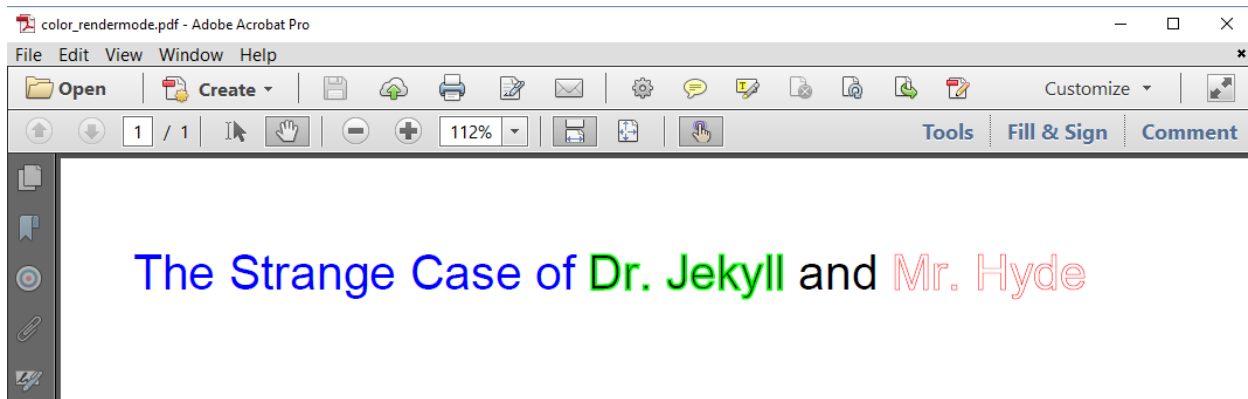 color_rendermode.pdf - Adobe Acrobat Pro
File Edit View Window Help
Open Create Customize
1 / 1 112% Tools Fill & Sign Comment
The Strange Case of Dr. Jekyll and Mr. Hyde